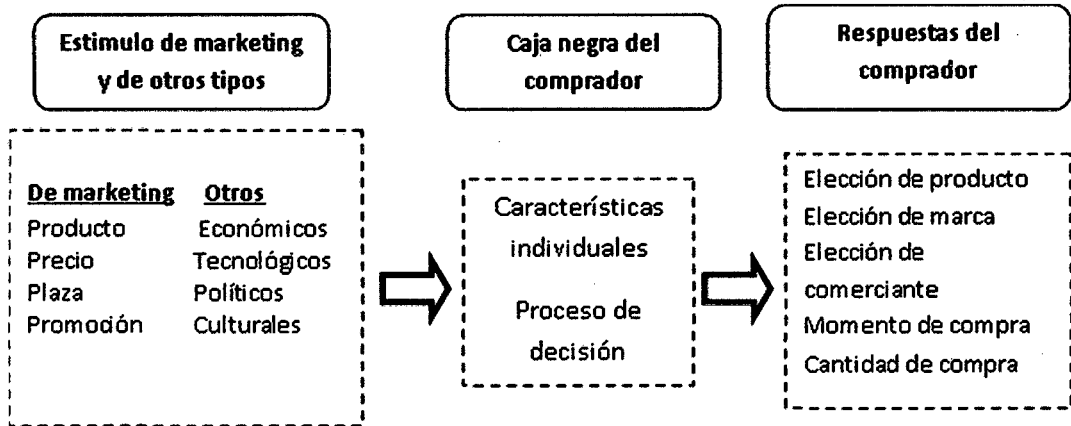 Estimulo de marketing
y de otros tipos
Caja negra del
comprador
Respuestas del
comprador
De marketing Otros
Producto Económicos
Precio Tecnológicos
Plaza Políticos
Promoción Culturales
Características
individuales
Proceso de
decisión
Elección de producto
Elección de marca
Elección de
comerciante
Momento de compra
Cantidad de compra